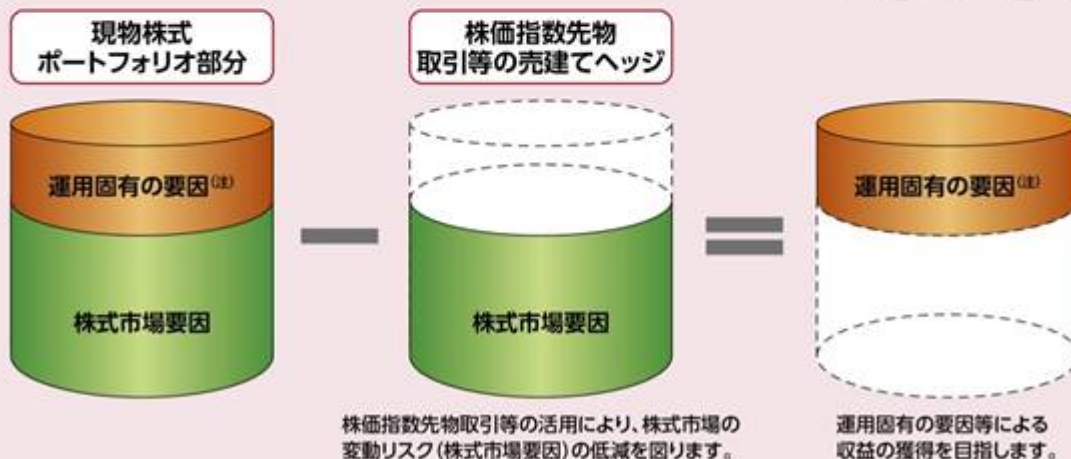 現物株式
ポートフォリオ部分
株価指数先物
取引等の売建てヘッジ
運用固有の要因(注)
株式市場要因
株式市場要因
運用固有の要因(注)
株価指数先物取引等の活用により、株式市場の
変動リスク(株式市場要因)の低減を図ります。
運用固有の要因等による
収益の獲得を目指します。